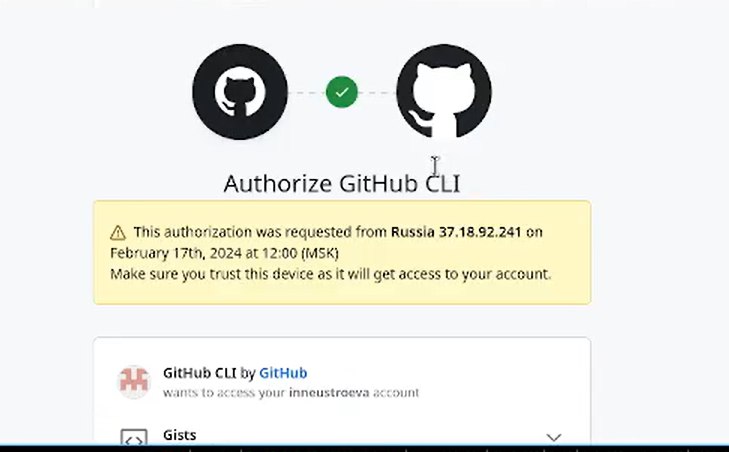 Authorize GitHub CLI
This authorization was requested from Russia 37.18.92.241 on
February 17th, 2024 at 12:00 (MSK)
Make sure you trust this device as it will get access to your account.
GitHub CLI by GitHub
wants to access your inneustroeva account
Gists